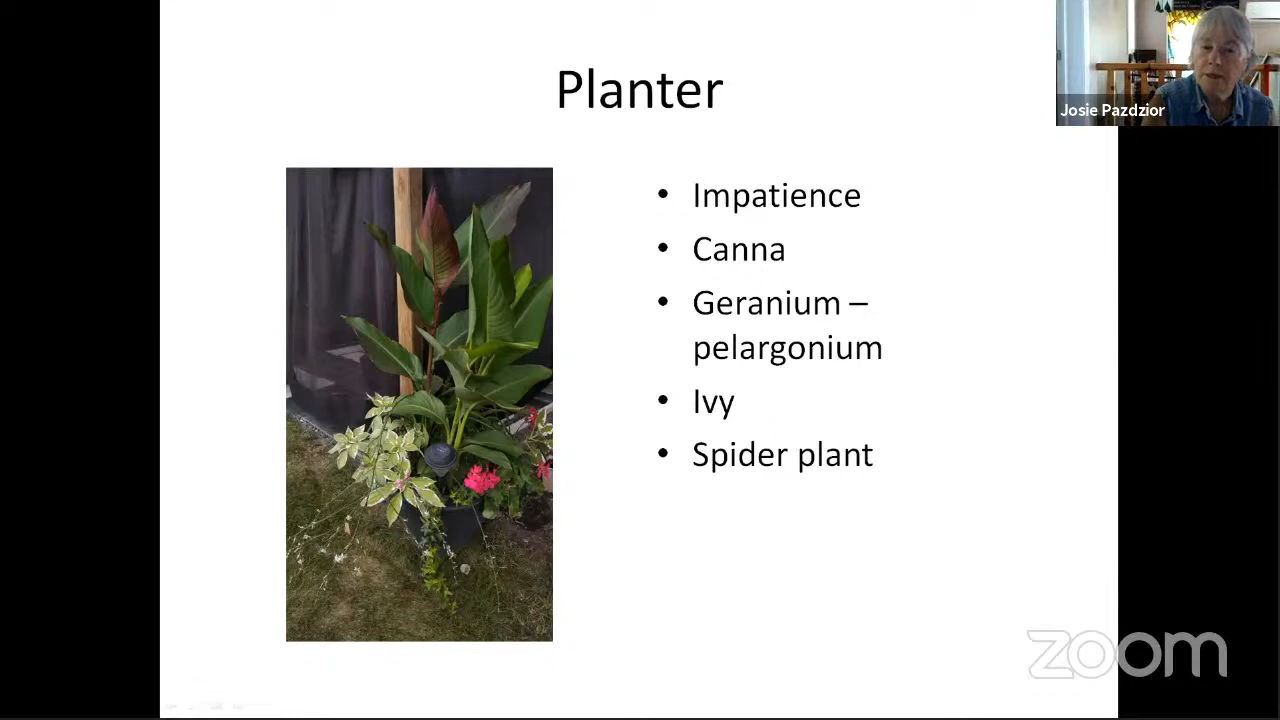 Planter
Josie Pazdzior
• Impatience
• Canna
• Geranium –
pelargonium
• Ivy
• Spider plant
zoom